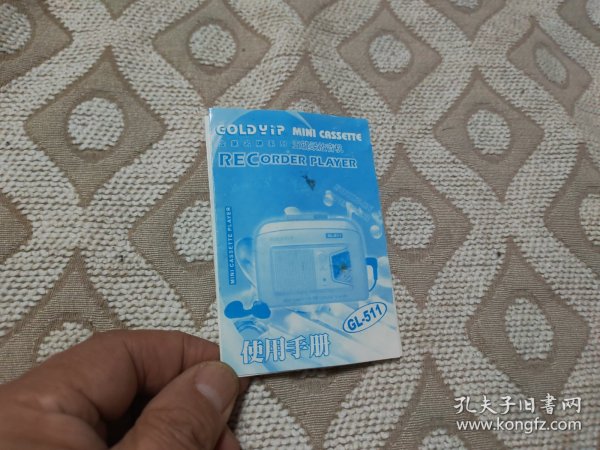 GOLDYIP MINI CASSETTE
RECORDER PLAYER
MINI CASSETTE PLAYER
GL-511
使用手册
孔夫子旧書网
www.kongfz.com